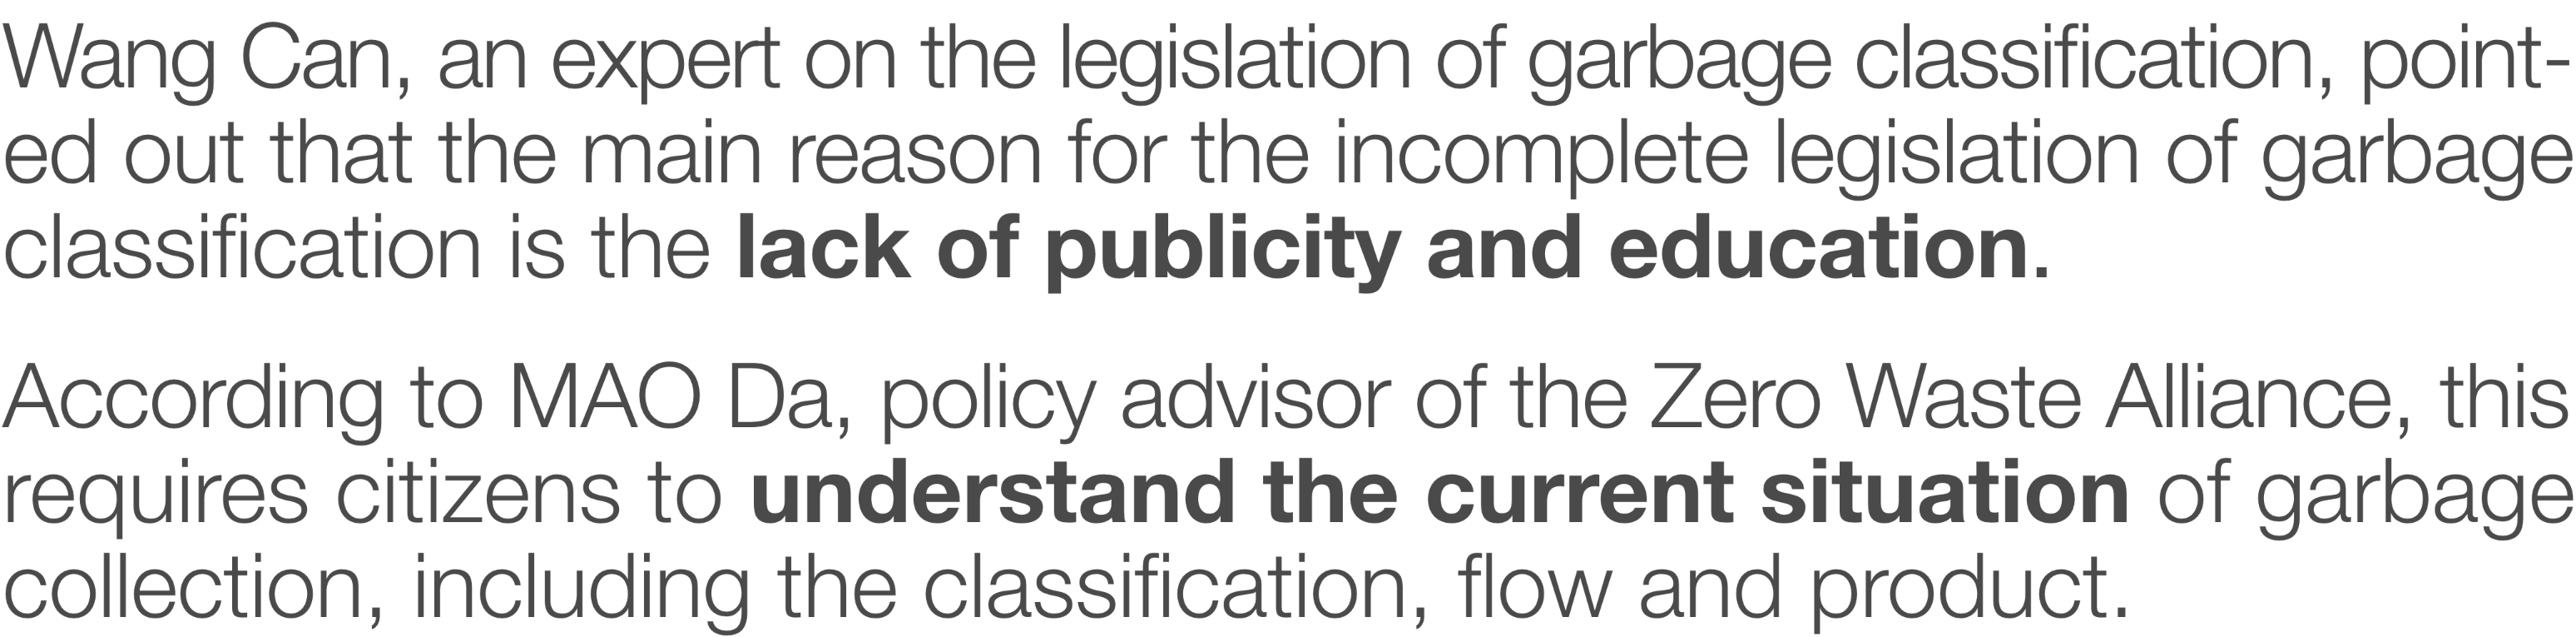 Wang Can, an expert on the legislation of garbage classification, point-
ed out that the main reason for the incomplete legislation of garbage
classification is the lack of publicity and education.
According to MAO Da, policy advisor of the Zero Waste Alliance, this
requires citizens to understand the current situation of garbage
collection, including the classification, flow and product.